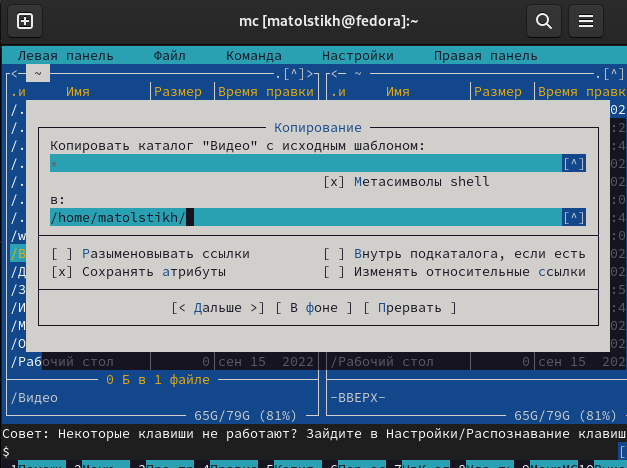 mc [matolstikh@fedora]:~
Левая панель Файл Команда Настройки Правая панель
<— ~ .[^]> <— ~ .[^]
.и Имя Размер Время правки .и Имя Размер Время правк
Копирование
Копировать каталог "Видео" с исходным шаблоном:
* [^]
[x] Метасимволы shell
в:
/home/matolstikh/ [^]
[ ] Разыменовывать ссылки [ ] Внутрь подкаталога, если есть
[x] Сохранять атрибуты [ ] Изменять относительные ссылки
[< Дальше >] [ В фоне ] [ Прервать ]
/Рабочий стол 0 сен 15 2022 /Рабочий стол 0 сен 15 202
0 Б в 1 файле
/Видео -ВВЕРХ-
65G/79G (81%) 65G/79G (81%)
Совет: Некоторые клавиши не работают? Зайдите в Настройки/Распознавание клавиш
$ [